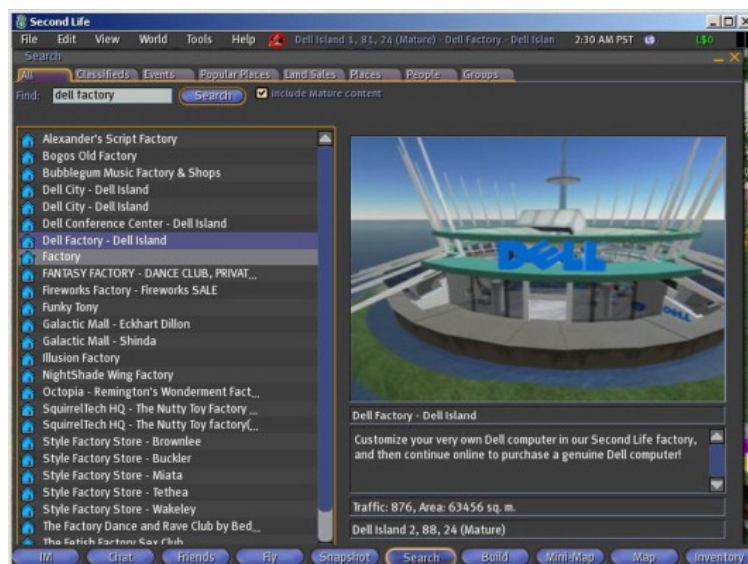 Second Life
File Edit View World Tools Help Dell Island 1, 81, 24 (Mature) - Dell Factory - Dell Islan 2:30 AM PST L$0
Search
All Classifieds Events Popular Places Land Sales Places People Groups
Find: dell factory Search Include Mature content
Alexander's Script Factory
Bogos Old Factory
Bubblegum Music Factory & Shops
Dell City - Dell Island
Dell City - Dell Island
Dell Conference Center - Dell Island
Dell Factory - Dell Island
Factory
FANTASY FACTORY - DANCE CLUB, PRIVAT...
Fireworks Factory - Fireworks SALE
Funky Tony
Galactic Mall - Eckhart Dillon
Galactic Mall - Shinda
Illusion Factory
NightShade Wing Factory
Octopia - Remington's Wonderment Fact...
SquirrelTech HQ - The Nutty Toy Factory ...
SquirrelTech HQ - The Nutty Toy factory(...
Style Factory Store - Brownlee
Style Factory Store - Buckler
Style Factory Store - Miata
Style Factory Store - Tethea
Style Factory Store - Wakeley
The Factory Dance and Rave Club by Bed...
The Fetish Factory Sex Club
DELL
DELL
Dell Factory - Dell Island
Customize your very own Dell computer in our Second Life factory,
and then continue online to purchase a genuine Dell computer!
Traffic: 876, Area: 63456 sq. m.
Dell Island 2, 88, 24 (Mature)
IM Chat Friends Fly Snapshot Search Build Mini-Map Map Inventory